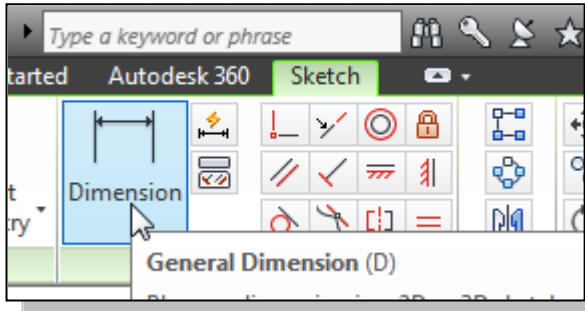 Type a keyword or phrase
tarted Autodesk 360 Sketch
Dimension
t
ry
General Dimension (D)